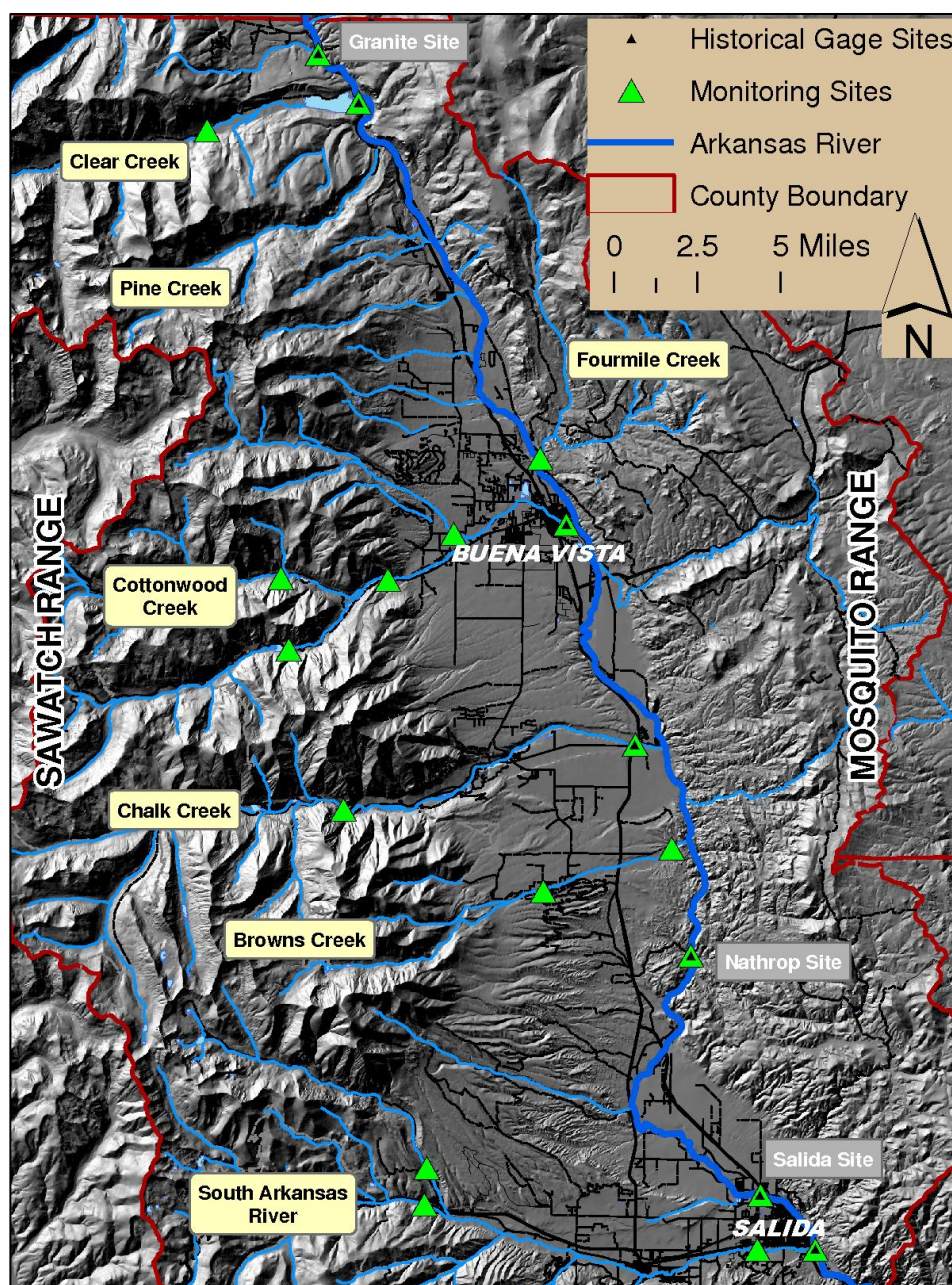 Granite Site
Historical Gage Sites
Monitoring Sites
Arkansas River
County Boundary
0 2.5 5 Miles
N
Clear Creek
Pine Creek
Fourmile Creek
SAWATCH RANGE
MOSQUITO RANGE
BUENA VISTA
Cottonwood
Creek
Chalk Creek
Browns Creek
Nathrop Site
Salida Site
South Arkansas
River
SALIDA